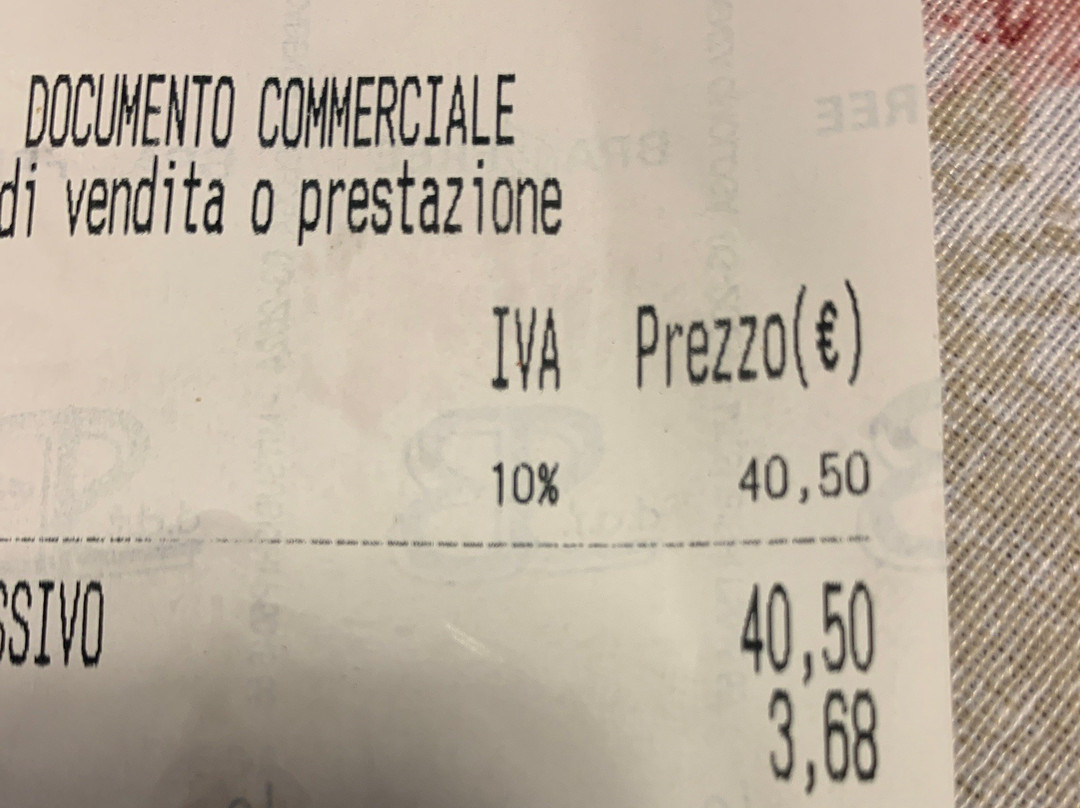 DOCUMENTO COMMERCIALE
di vendita o prestazione
IVA Prezzo(€)
10% 40,50
SSIVO 40,50
3,68